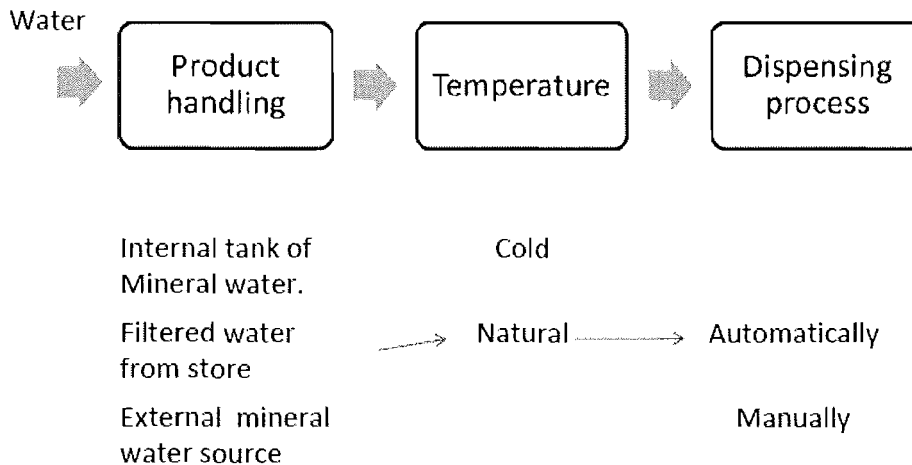 Water
Product
handling
Temperature
Dispensing
process
Internal tank of
Mineral water.
Cold
Filtered water
from store
Natural
Automatically
External mineral
water source
Manually